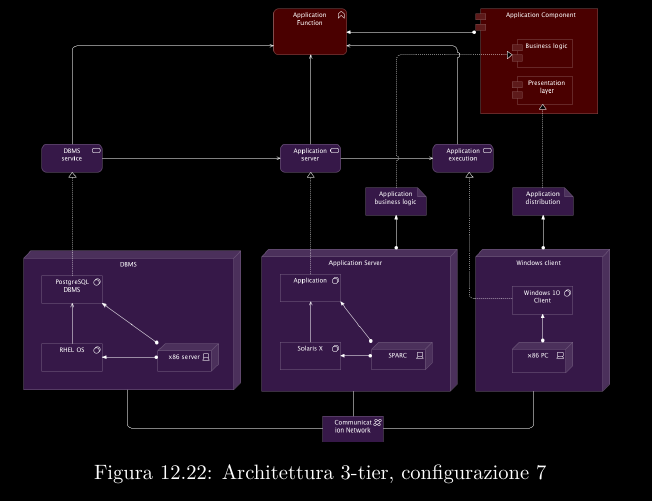 Application
Function
Application Component
Business logic
Presentation
layer
DBMS
service
Application
server
Application
execution
Application
business logic
Application
distribution
DBMS
PostgreSQL
DBMS
RHEL OS
x86 server
Application Server
Application
Solaris X
SPARC
Windows client
Windows 10
Client
x86 PC
Communicat
ion Network
Figura 12.22: Architettura 3-tier, configurazione 7